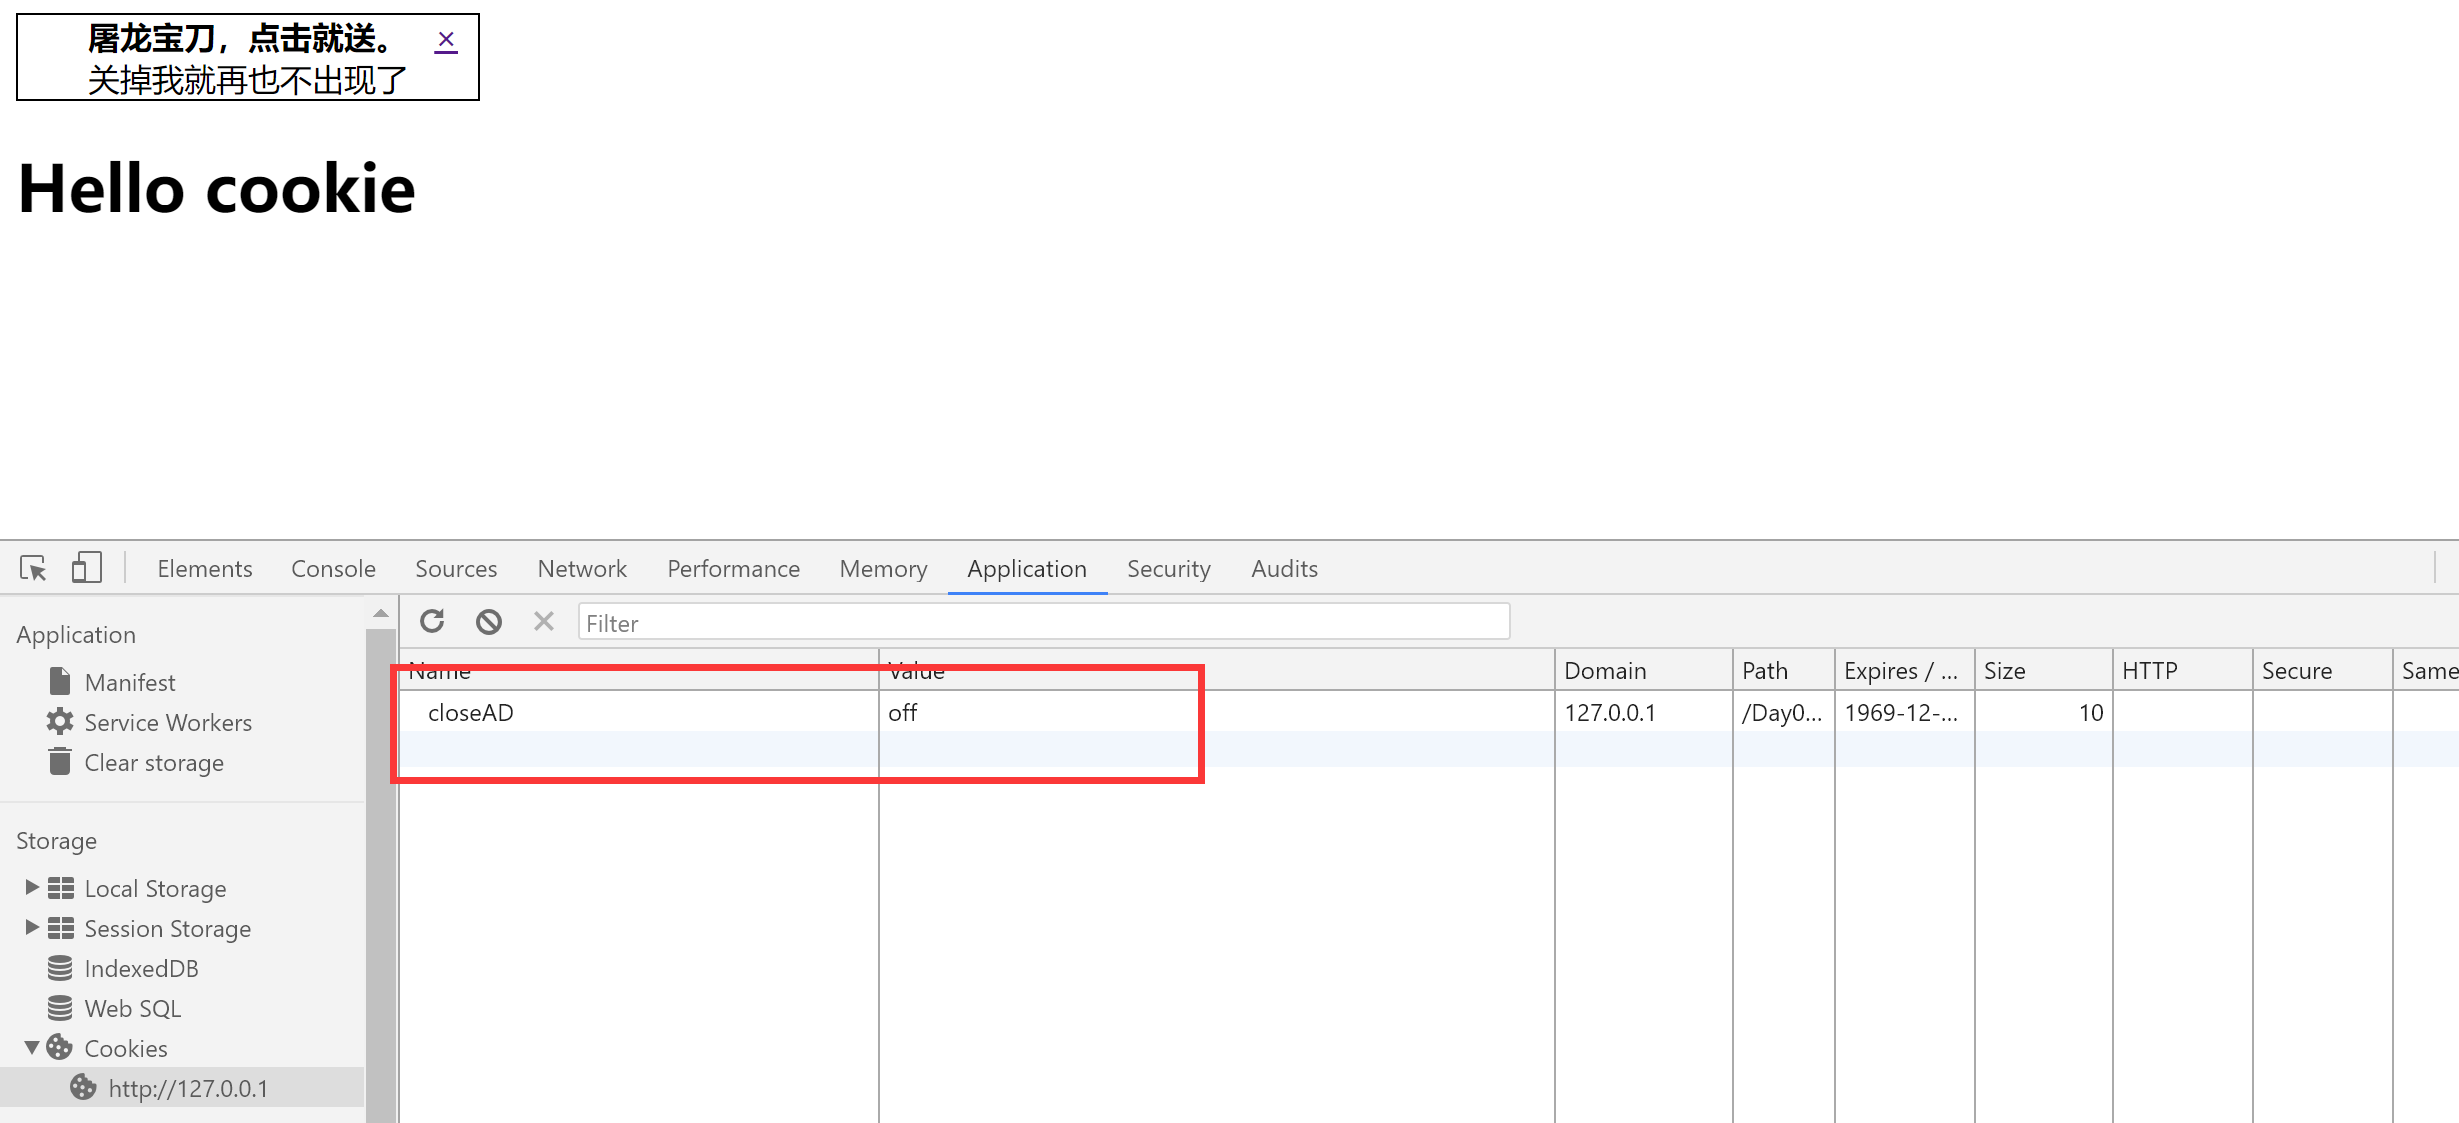 屠龙宝刀，点击就送。 ×
关掉我就再也不出现了
Hello cookie
Elements Console Sources Network Performance Memory Application Security Audits
Application
Manifest
Service Workers
Clear storage
Storage
Local Storage
Session Storage
IndexedDB
Web SQL
Cookies
http://127.0.0.1
Filter
Name Value Domain Path Expires / ... Size HTTP Secure Same
closeAD off 127.0.0.1 /Day0... 1969-12-... 10